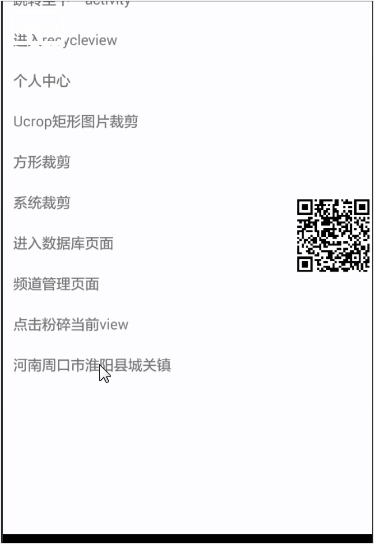 进入recycleview
个人中心
Ucrop矩形图片裁剪
方形裁剪
系统裁剪
进入数据库页面
频道管理页面
点击粉碎当前view
河南周口市淮阳县城关镇